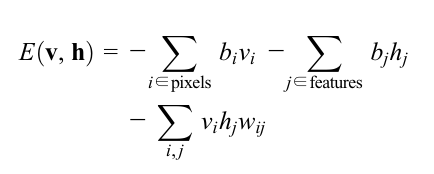 E(v, h) = − ∑_{i∈pixels} b_i v_i − ∑_{j∈features} b_j h_j
− ∑_{i,j} v_i h_j w_{ij}